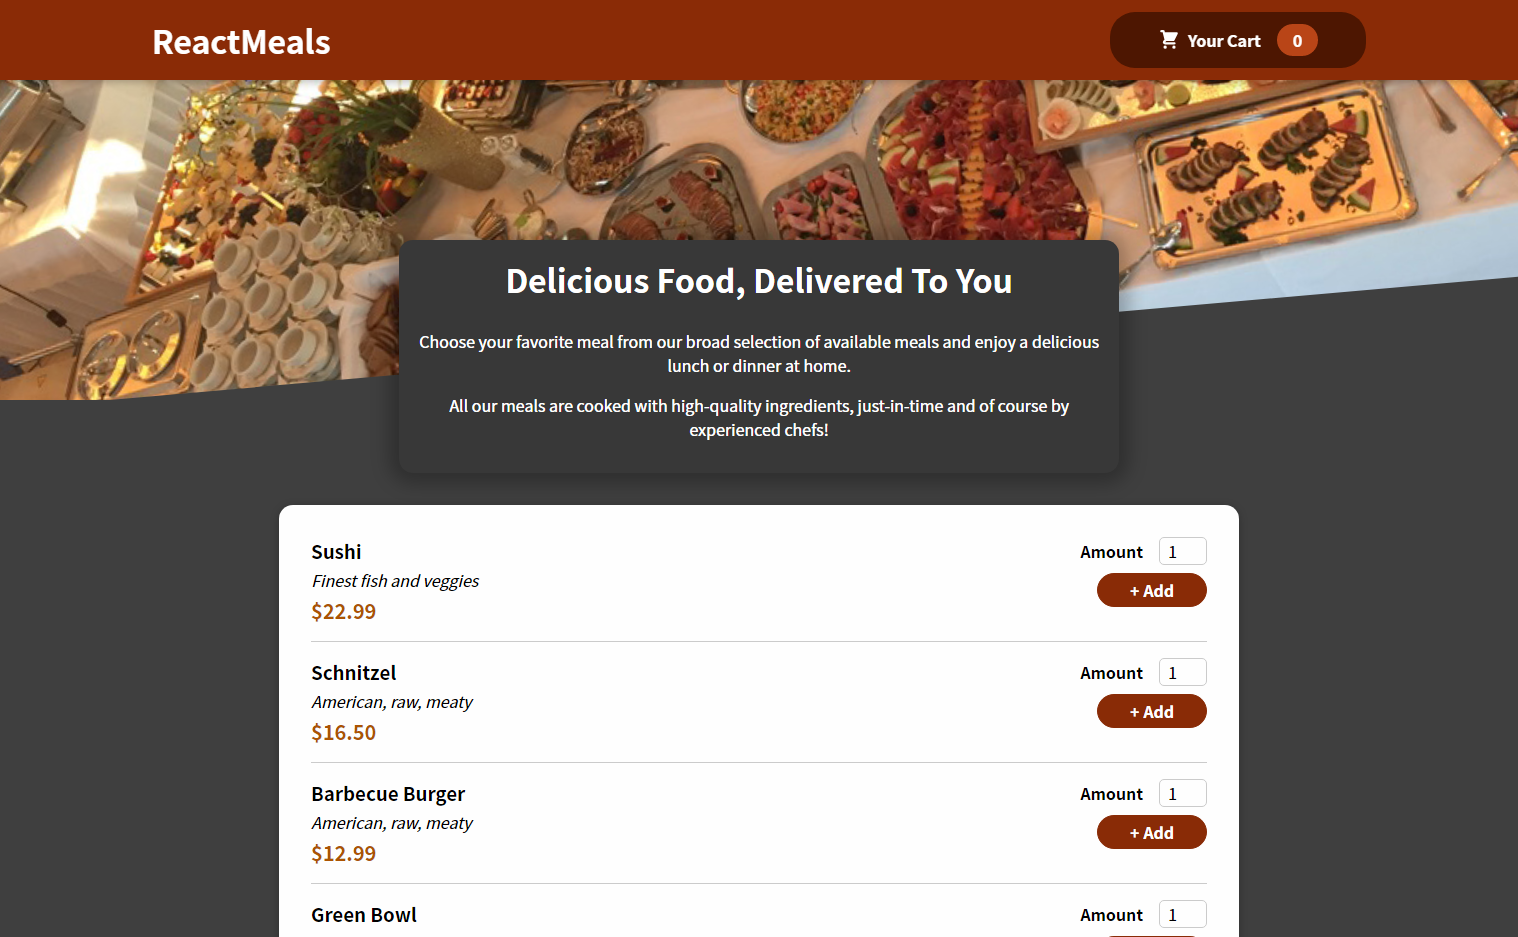 ReactMeals
Your Cart 0
Delicious Food, Delivered To You
Choose your favorite meal from our broad selection of available meals and enjoy a delicious
lunch or dinner at home.
All our meals are cooked with high-quality ingredients, just-in-time and of course by
experienced chefs!
Sushi
Amount 1
Finest fish and veggies
+ Add
$22.99
Schnitzel
Amount 1
American, raw, meaty
+ Add
$16.50
Barbecue Burger
Amount 1
American, raw, meaty
+ Add
$12.99
Green Bowl
Amount 1